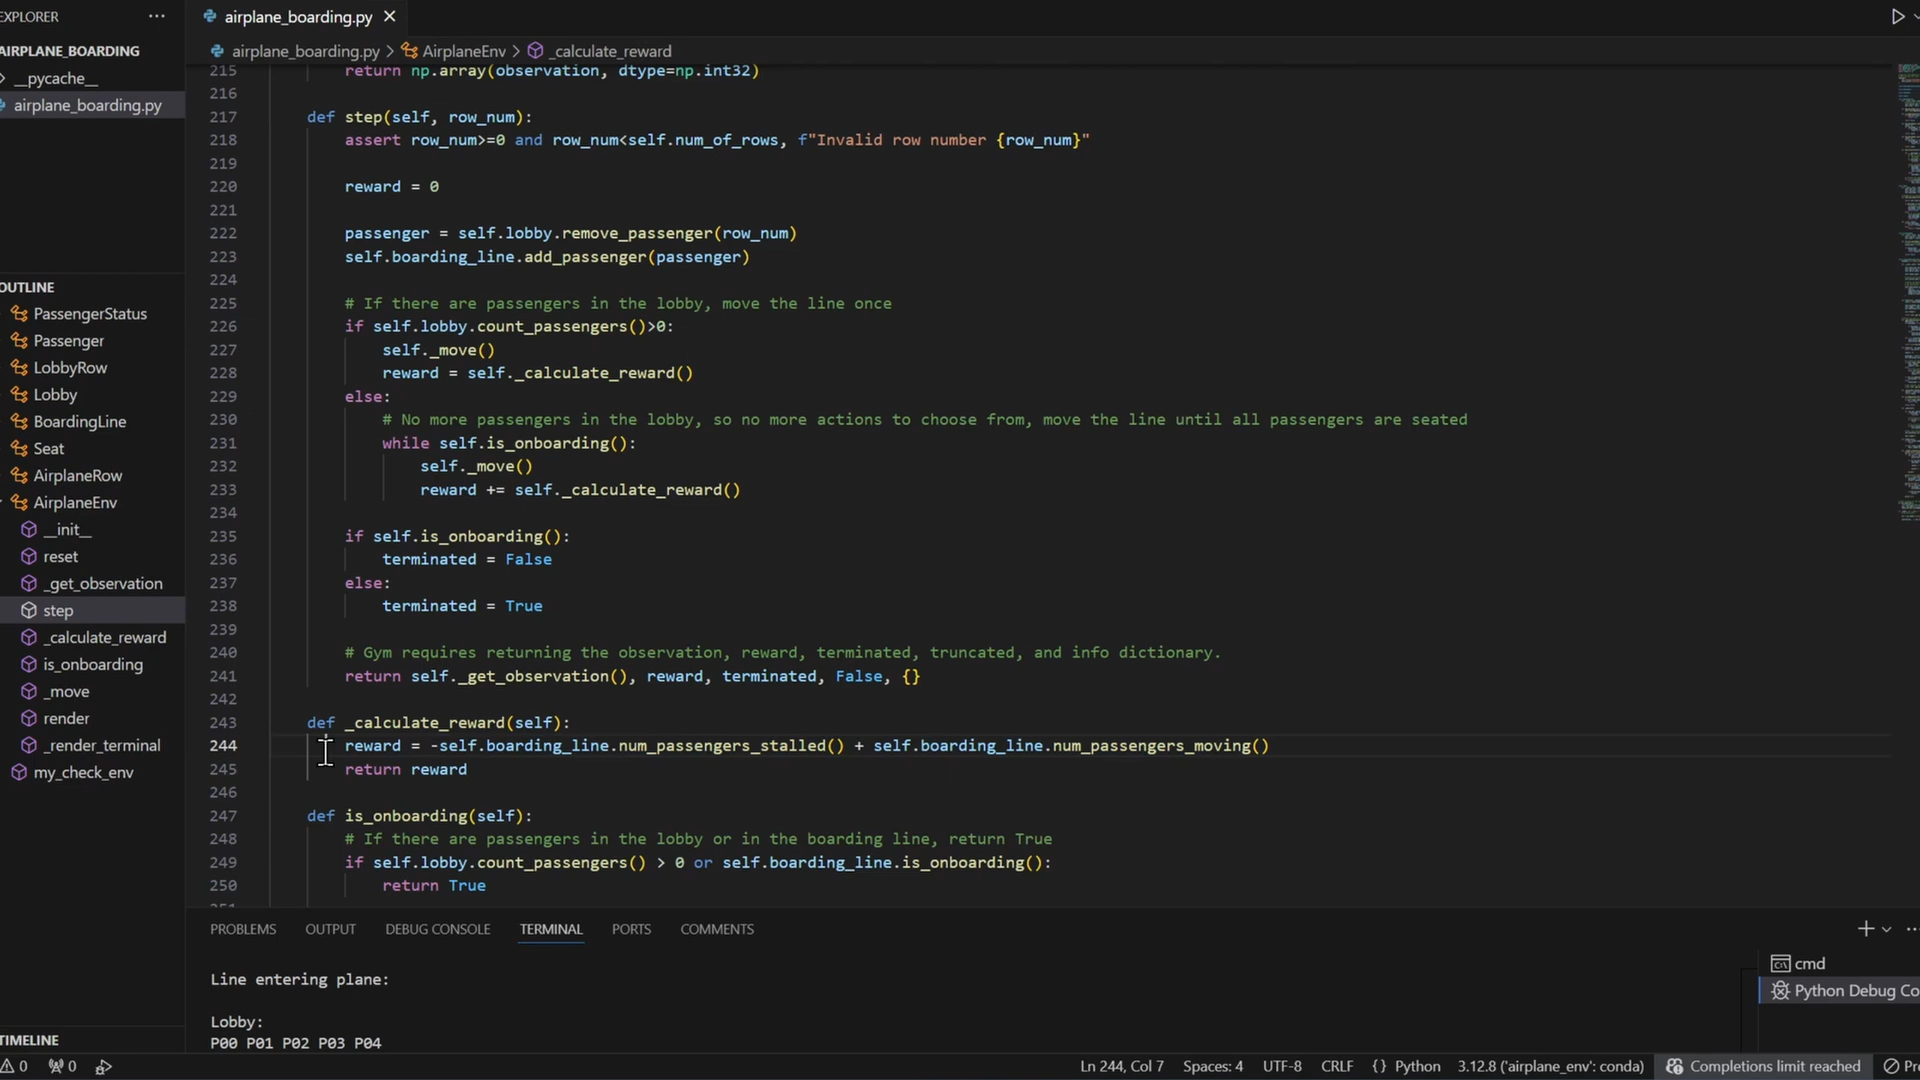 EXPLORER
airplane_boarding.py
AIRPLANE_BOARDING
airplane_boarding.py > AirplaneEnv > _calculate_reward
__pycache__
airplane_boarding.py
215 return np.array(observation, dtype=np.int32)
216
217 def step(self, row_num):
218 assert row_num>=0 and row_num<self.num_of_rows, f"Invalid row number {row_num}"
219
220 reward = 0
221
222 passenger = self.lobby.remove_passenger(row_num)
223 self.boarding_line.add_passenger(passenger)
224
225 # If there are passengers in the lobby, move the line once
226 if self.lobby.count_passengers()>0:
227 self._move()
228 reward = self._calculate_reward()
229 else:
230 # No more passengers in the lobby, so no more actions to choose from, move the line until all passengers are seated
231 while self.is_onboarding():
232 self._move()
233 reward += self._calculate_reward()
234
235 if self.is_onboarding():
236 terminated = False
237 else:
238 terminated = True
239
240 # Gym requires returning the observation, reward, terminated, truncated, and info dictionary.
241 return self._get_observation(), reward, terminated, False, {}
242
243 def _calculate_reward(self):
244 reward = -self.boarding_line.num_passengers_stalled() + self.boarding_line.num_passengers_moving()
245 return reward
246
247 def is_onboarding(self):
248 # If there are passengers in the lobby or in the boarding line, return True
249 if self.lobby.count_passengers() > 0 or self.boarding_line.is_onboarding():
250 return True
OUTLINE
PassengerStatus
Passenger
LobbyRow
Lobby
BoardingLine
Seat
AirplaneRow
AirplaneEnv
__init__
reset
_get_observation
step
_calculate_reward
is_onboarding
_move
render
_render_terminal
my_check_env
TIMELINE
PROBLEMS OUTPUT DEBUG CONSOLE TERMINAL PORTS COMMENTS
Line entering plane:
Lobby:
P00 P01 P02 P03 P04
cmd
Python Debug Co
0 0 Ln 244, Col 7 Spaces: 4 UTF-8 CRLF {} Python 3.12.8 ('airplane_env': conda) Completions limit reached